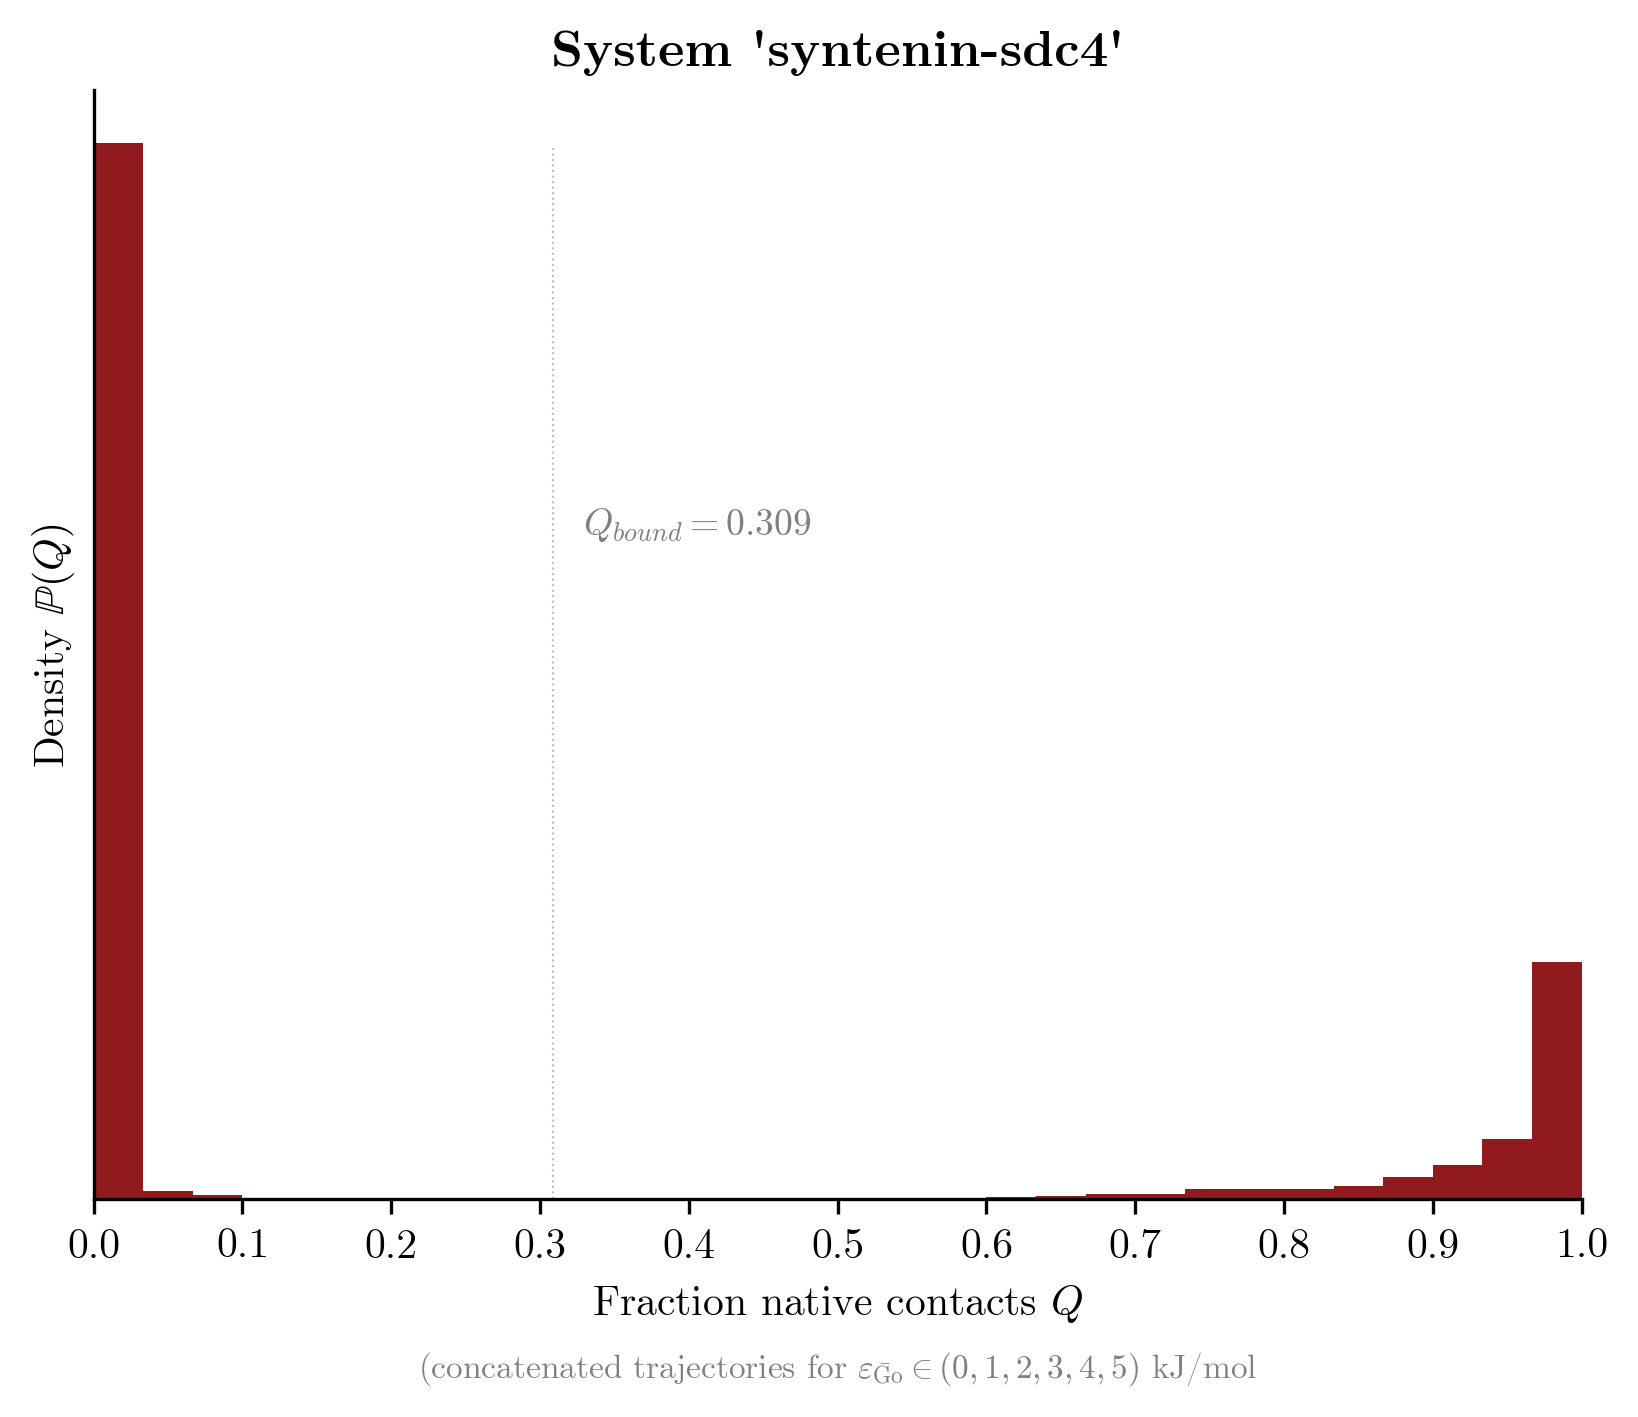 System 'syntenin-sdc4'
Density ℙ(Q)
Q_bound = 0.309
0.0 0.1 0.2 0.3 0.4 0.5 0.6 0.7 0.8 0.9 1.0
Fraction native contacts Q
(concatenated trajectories for ε_Ḡo ∈ (0, 1, 2, 3, 4, 5) kJ/mol